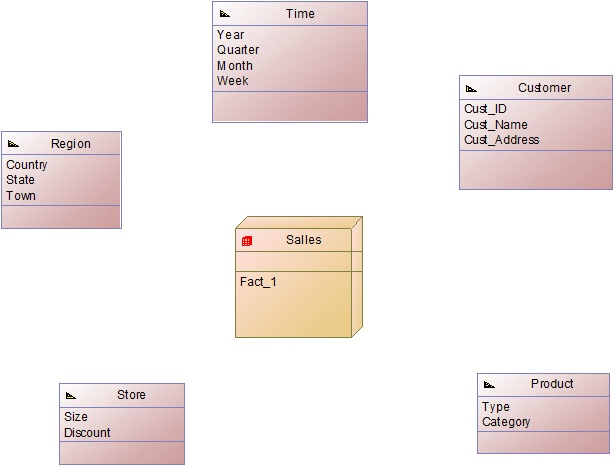 Time
Year
Quarter
Month
Week
Customer
Cust_ID
Cust_Name
Cust_Address
Region
Country
State
Town
Salles
Fact_1
Store
Size
Discount
Product
Type
Category